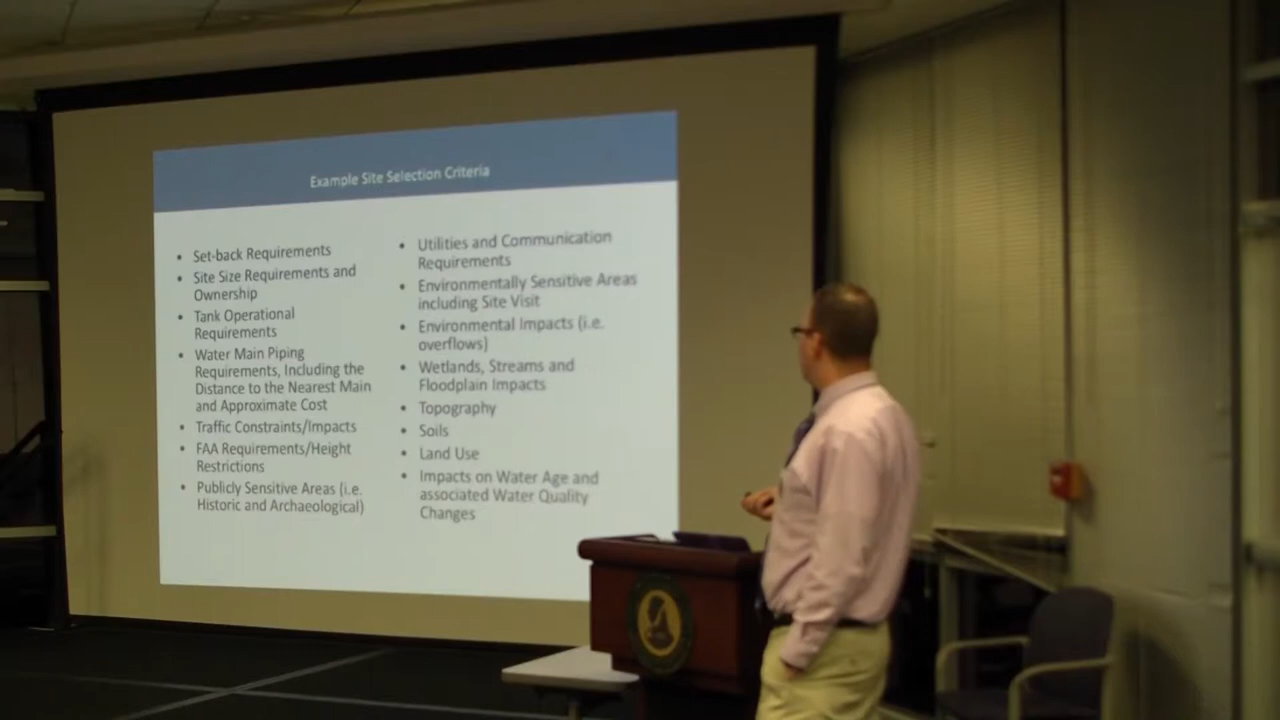 Example Site Selection Criteria
• Set-back Requirements
• Site Size Requirements and
Ownership
• Tank Operational
Requirements
• Water Main Piping
Requirements, Including the
Distance to the Nearest Main
and Approximate Cost
• Traffic Constraints/Impacts
• FAA Requirements/Height
Restrictions
• Publicly Sensitive Areas (i.e.
Historic and Archaeological)
• Utilities and Communication
Requirements
• Environmentally Sensitive Areas
including Site Visit
• Environmental Impacts (i.e.
overflows)
• Wetlands, Streams and
Floodplain Impacts
• Topography
• Soils
• Land Use
• Impacts on Water Age and
associated Water Quality
Changes